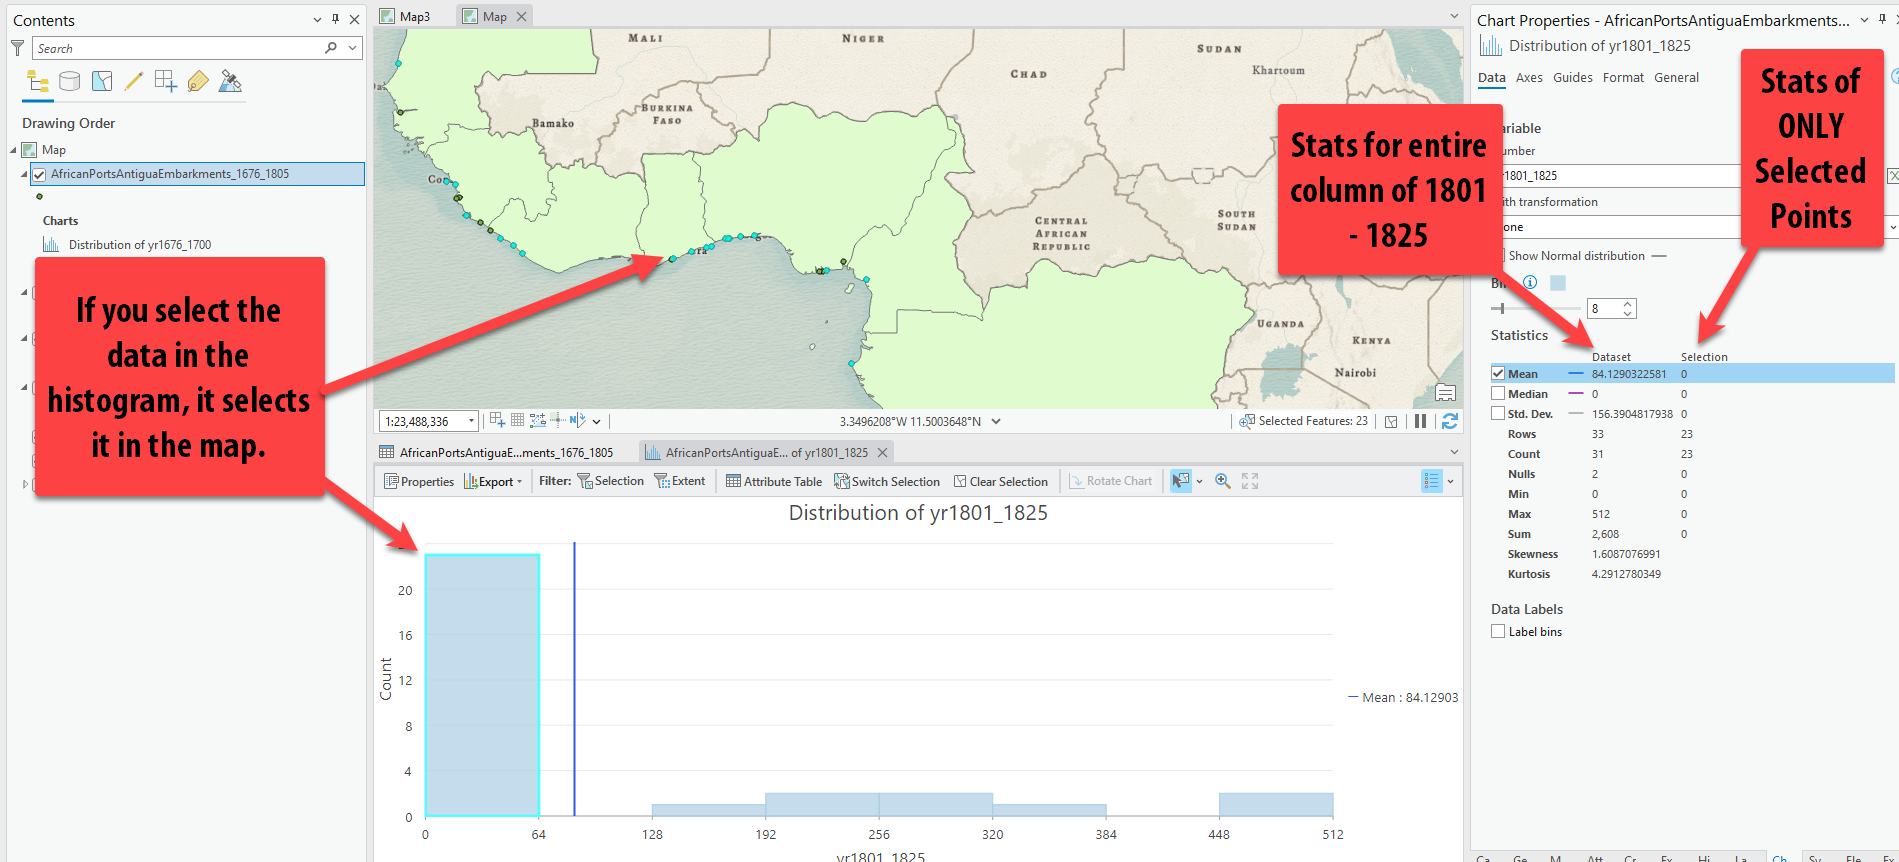 Contents
Search
Drawing Order
Map
AfricanPortsAntiguaEmbarkments_1676_1805
Charts
Distribution of yr1676_1700
If you select the
data in the
histogram, it selects
it in the map.
Map3
Map
MALI
NIGER
CHAD
SUDAN
Khartoum
BURKINA
FASO
Bamako
CENTRAL
AFRICAN
REPUBLIC
SOUTH
SUDAN
UGANDA
KENYA
Nairobi
1:23,488,336
3.3496208°W 11.5003648°N
Selected Features: 23
AfricanPortsAntiguaE...ments_1676_1805
AfricanPortsAntiguaE... of yr1801_1825
Properties
Export
Filter:
Selection
Extent
Attribute Table
Switch Selection
Clear Selection
Rotate Chart
Distribution of yr1801_1825
Count
20
16
12
8
4
0
0 64 128 192 256 320 384 448 512
yr1801_1825
Mean : 84.12903
Chart Properties - AfricanPortsAntiguaEmbarkments...
Distribution of yr1801_1825
Data Axes Guides Format General
Stats for entire
column of 1801
- 1825
Stats of
ONLY
Selected
Points
ariable
umber
r1801_1825
ith transformation
one
Show Normal distribution
8
Statistics
Dataset Selection
Mean 84.1290322581 0
Median 0 0
Std. Dev. 156.3904817938 0
Rows 33 23
Count 31 23
Nulls 2 0
Min 0 0
Max 512 0
Sum 2,608 0
Skewness 1.6087076991
Kurtosis 4.2912780349
Data Labels
Label bins